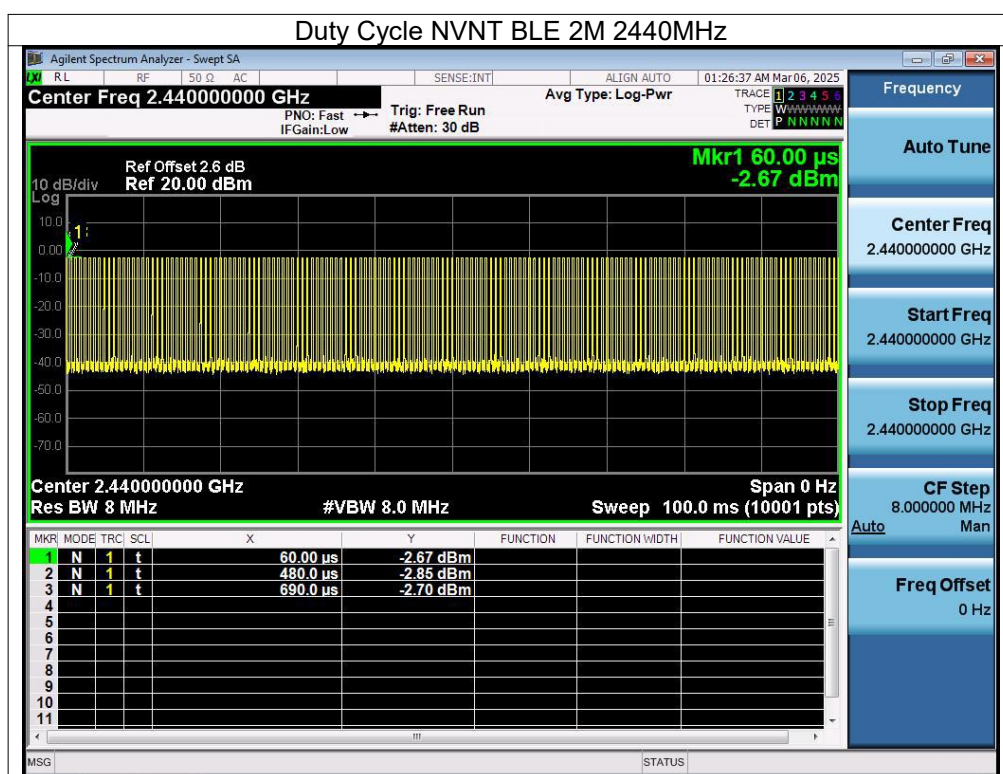 Duty Cycle NVNT BLE 2M 2440MHz
Agilent Spectrum Analyzer - Swept SA
LXI RL RF 50 Ω AC SENSE:INT ALIGN AUTO 01:26:37 AM Mar 06, 2025
Center Freq 2.440000000 GHz
PNO: Fast
IFGain:Low
Trig: Free Run
#Atten: 30 dB
Avg Type: Log-Pwr
TRACE 1 2 3 4 5 6
TYPE WWWWWW
DET P N N N N N
Mkr1 60.00 µs
-2.67 dBm
Ref Offset 2.6 dB
10 dB/div Ref 20.00 dBm
Log
10.0
0.00
-10.0
-20.0
-30.0
-40.0
-50.0
-60.0
-70.0
1
Center 2.440000000 GHz Span 0 Hz
Res BW 8 MHz #VBW 8.0 MHz Sweep 100.0 ms (10001 pts)
MKR MODE TRC SCL X Y FUNCTION FUNCTION WIDTH FUNCTION VALUE
1 N 1 t 60.00 µs -2.67 dBm
2 N 1 t 480.0 µs -2.85 dBm
3 N 1 t 690.0 µs -2.70 dBm
4
5
6
7
8
9
10
11
MSG STATUS
Frequency
Auto Tune
Center Freq
2.440000000 GHz
Start Freq
2.440000000 GHz
Stop Freq
2.440000000 GHz
CF Step
8.000000 MHz
Auto Man
Freq Offset
0 Hz